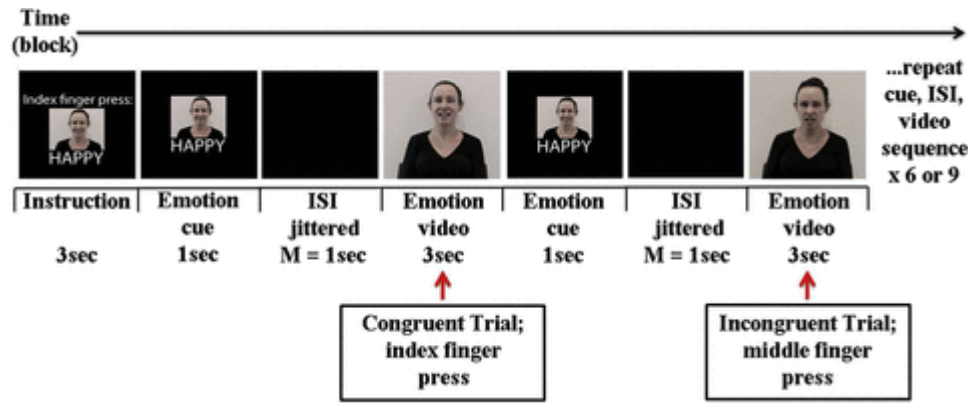 Time
(block)
Index finger press:
HAPPY
HAPPY
HAPPY
...repeat
cue, ISI,
video
sequence
x 6 or 9
Instruction
3sec
Emotion
cue
1sec
ISI
jittered
M = 1sec
Emotion
video
3sec
Emotion
cue
1sec
ISI
jittered
M = 1sec
Emotion
video
3sec
Congruent Trial;
index finger
press
Incongruent Trial;
middle finger
press